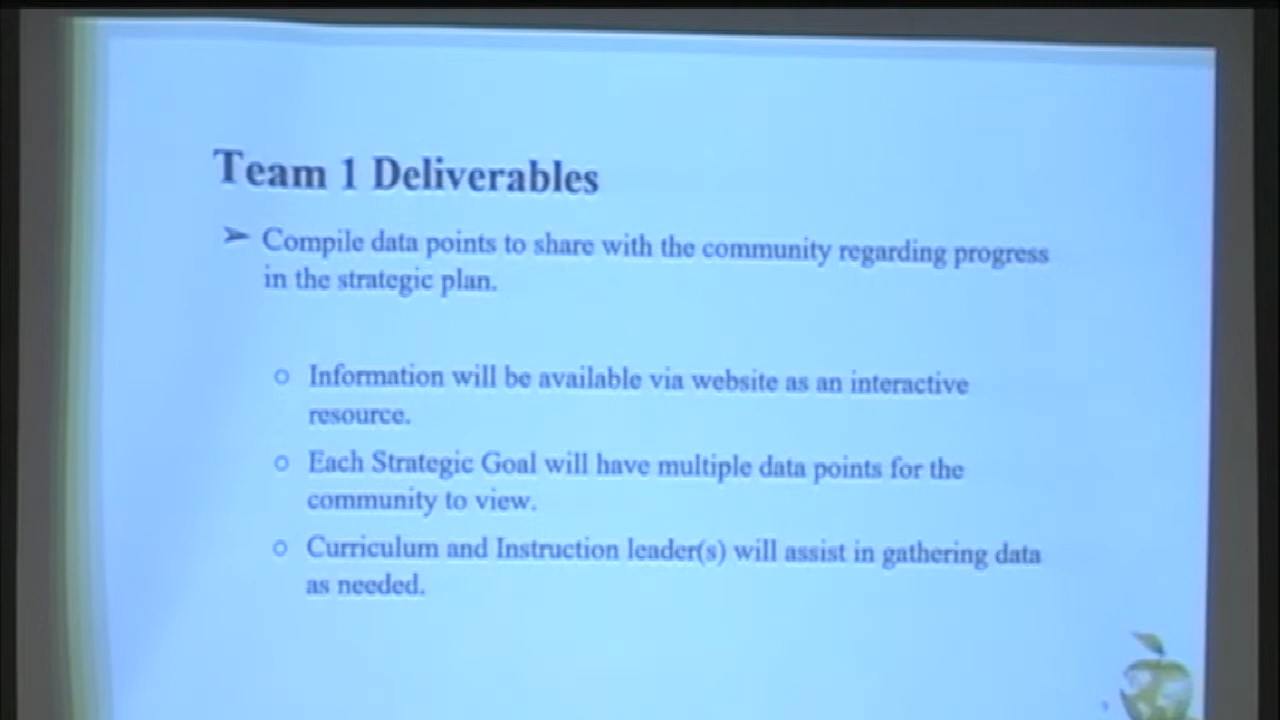 Team 1 Deliverables
➢ Compile data points to share with the community regarding progress
in the strategic plan.
o Information will be available via website as an interactive
resource.
o Each Strategic Goal will have multiple data points for the
community to view.
o Curriculum and Instruction leader(s) will assist in gathering data
as needed.